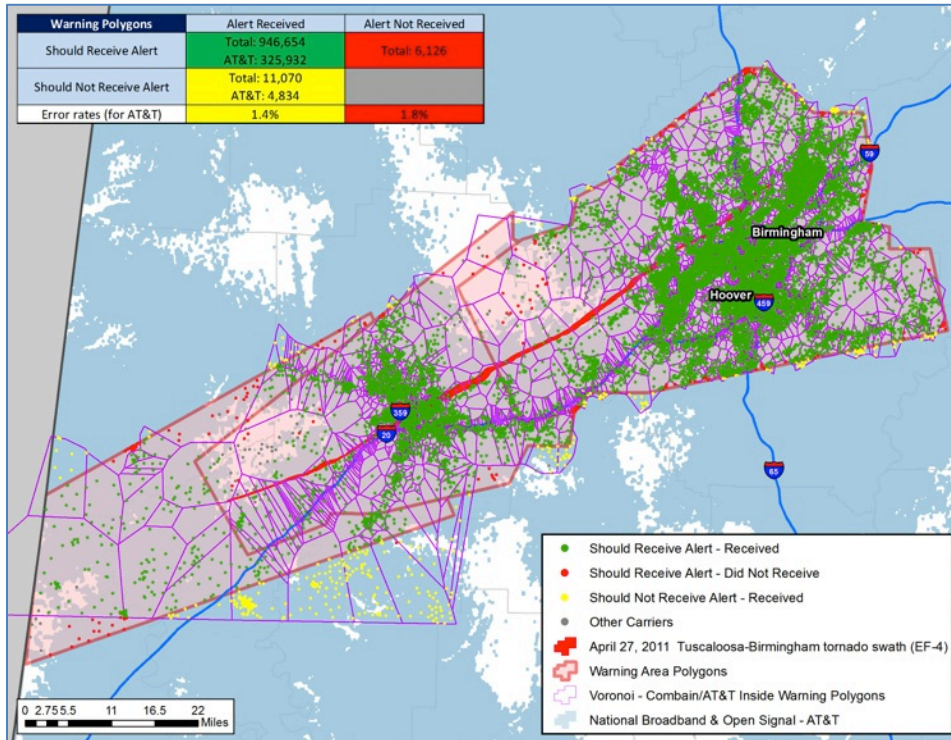 Warning Polygons Alert Received Alert Not Received
Should Receive Alert
Total: 946,654
AT&T: 325,932
Total: 6,126
Should Not Receive Alert
Total: 11,070
AT&T: 4,834
Error rates (for AT&T) 1.4% 1.8%
59
Birmingham
Hoover
459
359
20
65
Should Receive Alert - Received
Should Receive Alert - Did Not Receive
Should Not Receive Alert - Received
Other Carriers
April 27, 2011 Tuscaloosa-Birmingham tornado swath (EF-4)
Warning Area Polygons
Voronoi - Combain/AT&T Inside Warning Polygons
National Broadband & Open Signal - AT&T
0 2.75 5.5 11 16.5 22
Miles